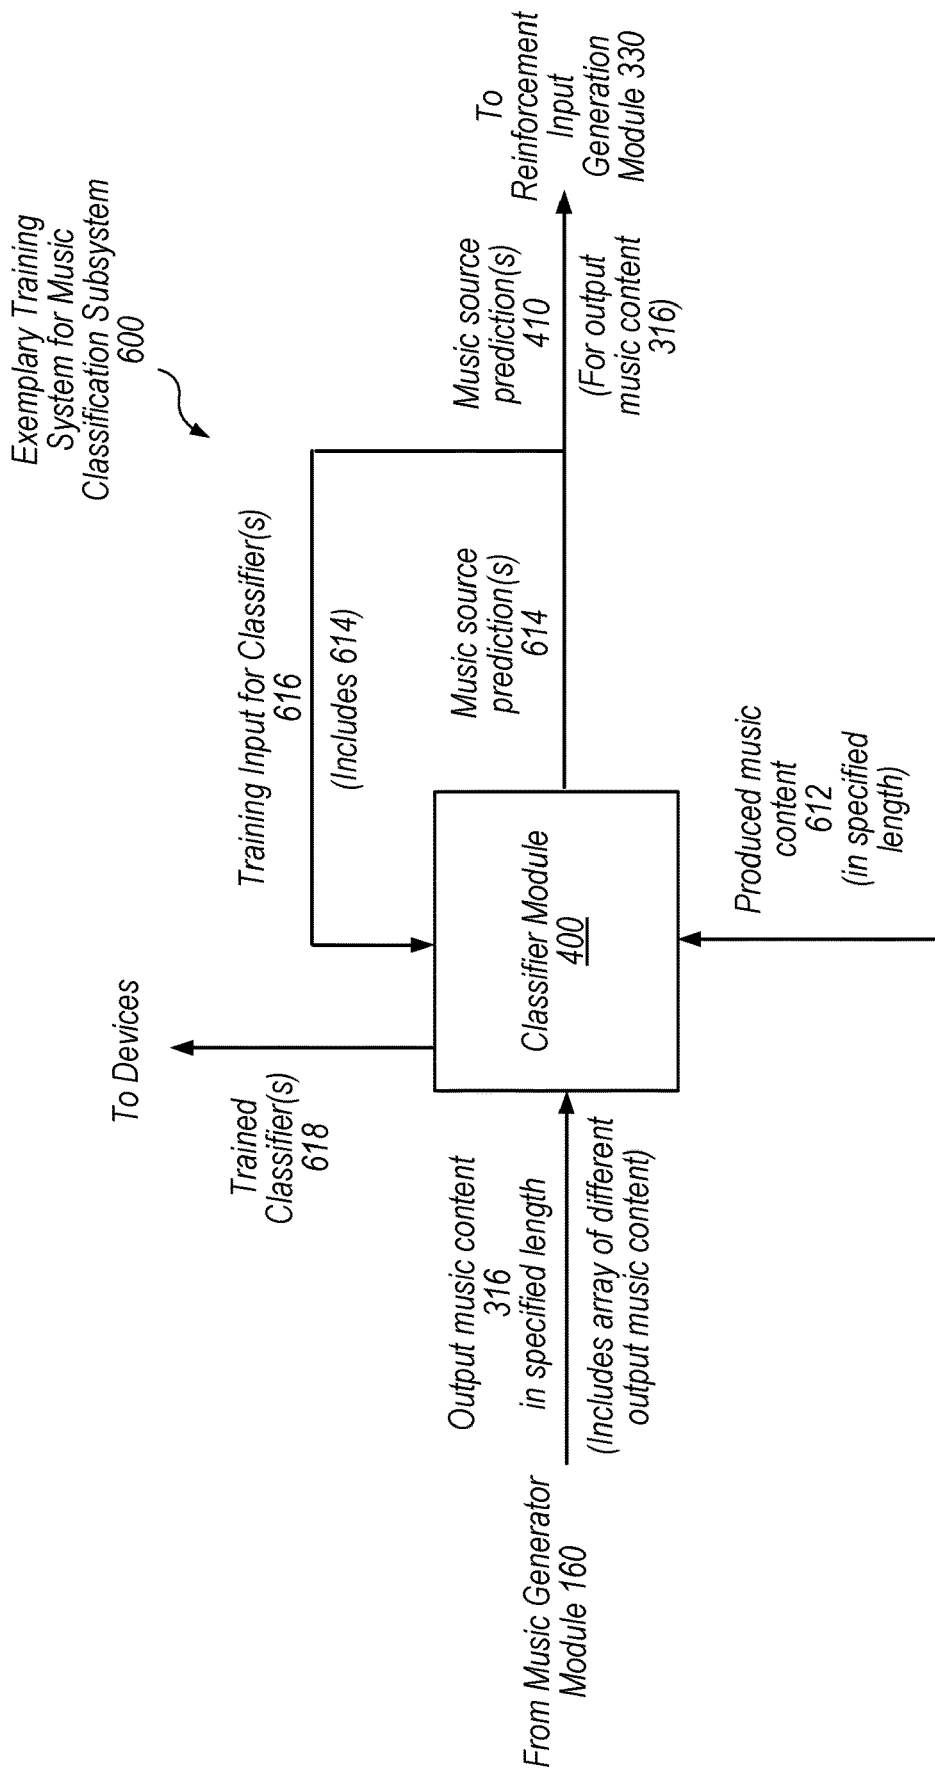 Exemplary Training
System for Music
Classification Subsystem
600
To Devices
Trained
Classifier(s)
618
Training Input for Classifier(s)
616
(Includes 614)
From Music Generator
Module 160
Output music content
316
in specified length
(Includes array of different
output music content)
Classifier Module
400
Music source
prediction(s)
614
Music source
prediction(s)
410
(For output
music content
316)
To
Reinforcement
Input
Generation
Module 330
Produced music
content
612
(in specified
length)